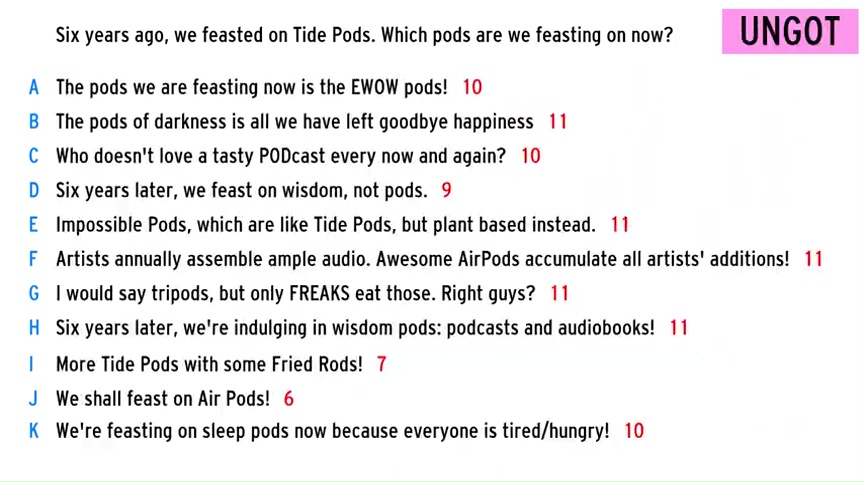 Six years ago, we feasted on Tide Pods. Which pods are we feasting on now? UNGOT
A The pods we are feasting now is the EWOW pods! 10
B The pods of darkness is all we have left goodbye happiness 11
C Who doesn't love a tasty PODcast every now and again? 10
D Six years later, we feast on wisdom, not pods. 9
E Impossible Pods, which are like Tide Pods, but plant based instead. 11
F Artists annually assemble ample audio. Awesome AirPods accumulate all artists' additions! 11
G I would say tripods, but only FREAKS eat those. Right guys? 11
H Six years later, we're indulging in wisdom pods: podcasts and audiobooks! 11
I More Tide Pods with some Fried Rods! 7
J We shall feast on Air Pods! 6
K We're feasting on sleep pods now because everyone is tired/hungry! 10